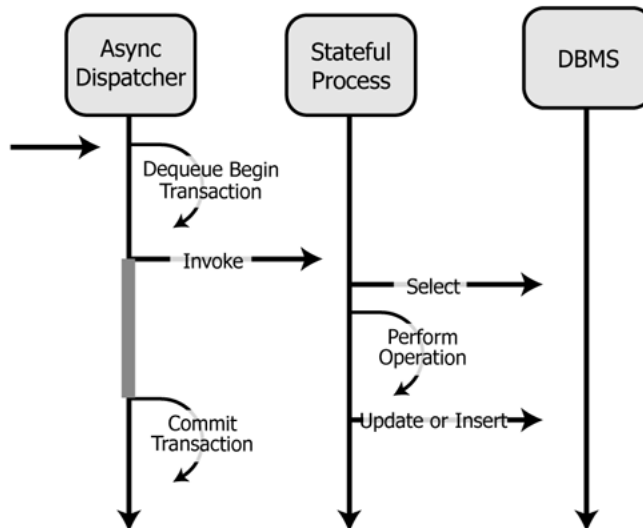 Async
Dispatcher
Stateful
Process
DBMS
Dequeue Begin
Transaction
Invoke
Select
Perform
Operation
Commit
Transaction
Update or Insert